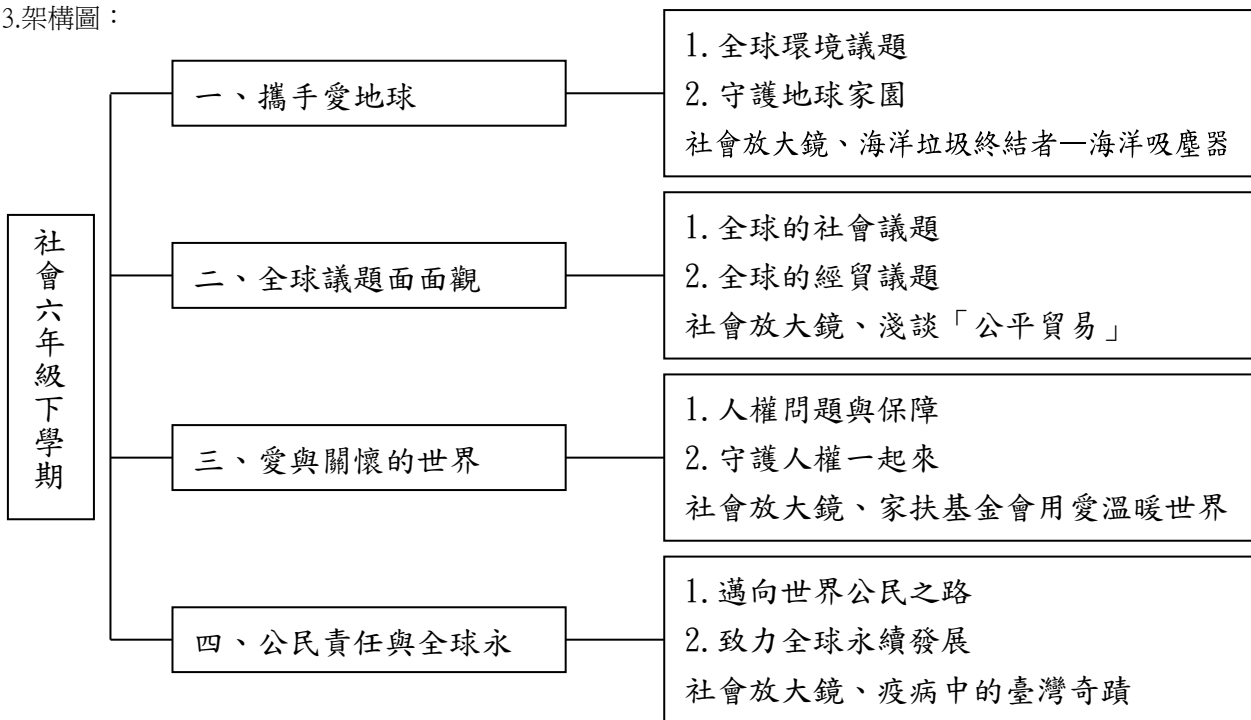 3.架構圖：
社會六年級下學期
一、攜手愛地球
1.全球環境議題
2.守護地球家園
社會放大鏡、海洋垃圾終結者—海洋吸塵器
二、全球議題面面觀
1.全球的社會議題
2.全球的經貿議題
社會放大鏡、淺談「公平貿易」
三、愛與關懷的世界
1.人權問題與保障
2.守護人權一起來
社會放大鏡、家扶基金會用愛溫暖世界
四、公民責任與全球永
1.邁向世界公民之路
2.致力全球永續發展
社會放大鏡、疫病中的臺灣奇蹟